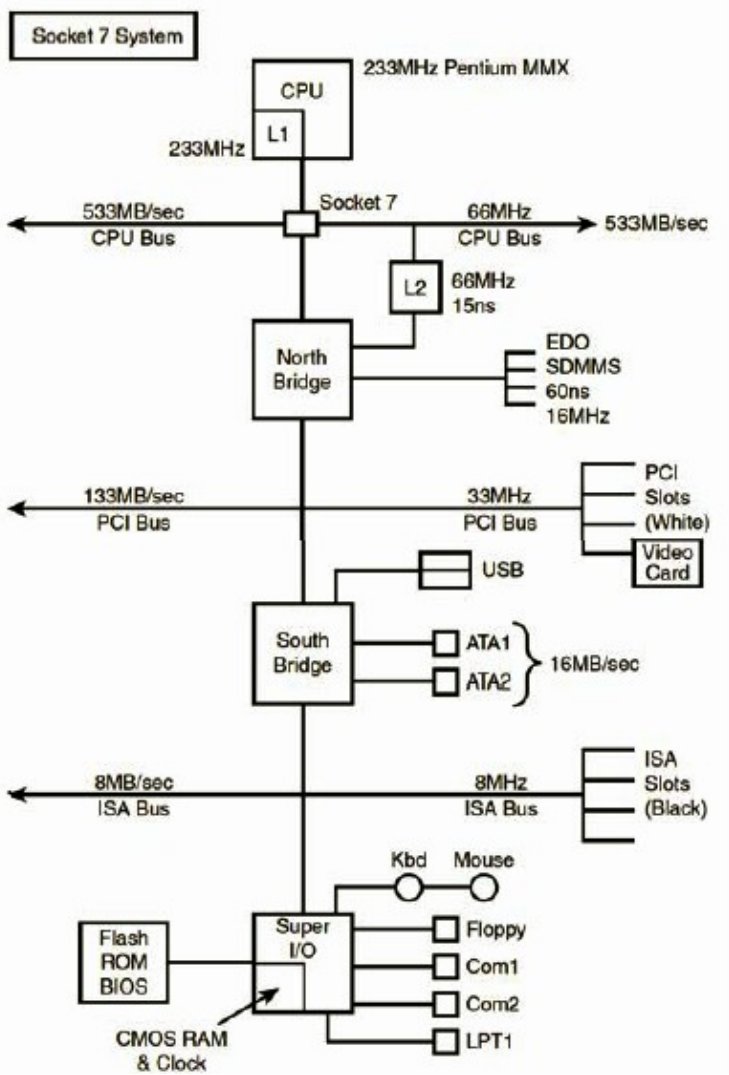 Socket 7 System
CPU
L1
233MHz Pentium MMX
233MHz
Socket 7
533MB/sec
CPU Bus
66MHz
CPU Bus
533MB/sec
L2
66MHz
15ns
North
Bridge
EDO
SDMMS
60ns
16MHz
133MB/sec
PCI Bus
33MHz
PCI Bus
PCI
Slots
(White)
Video
Card
USB
South
Bridge
ATA1
ATA2
16MB/sec
8MB/sec
ISA Bus
8MHz
ISA Bus
ISA
Slots
(Black)
Kbd
Mouse
Flash
ROM
BIOS
Super
I/O
Floppy
Com1
Com2
LPT1
CMOS RAM
& Clock